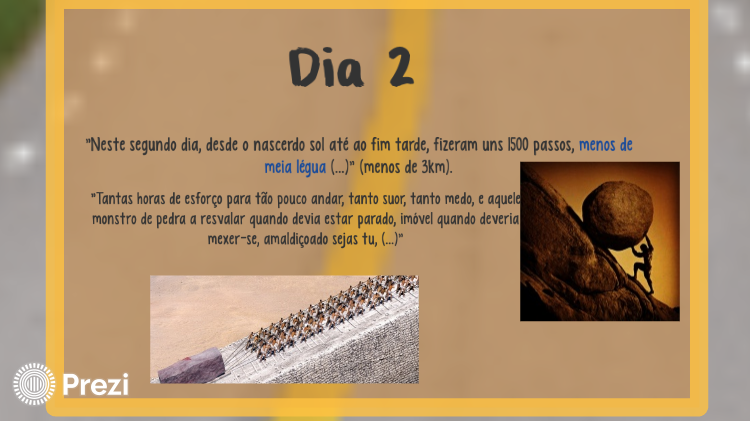 Dia 2
"Neste segundo dia, desde o nascerdo sol até ao fim tarde, fizeram uns 1500 passos, menos de
meia légua (...)" (menos de 3km).
"Tantas horas de esforço para tão pouco andar, tanto suor, tanto medo, e aquele
monstro de pedra a resvalar quando devia estar parado, imóvel quando deveria
mexer-se, amaldiçoado sejas tu, (...)"
Prezi